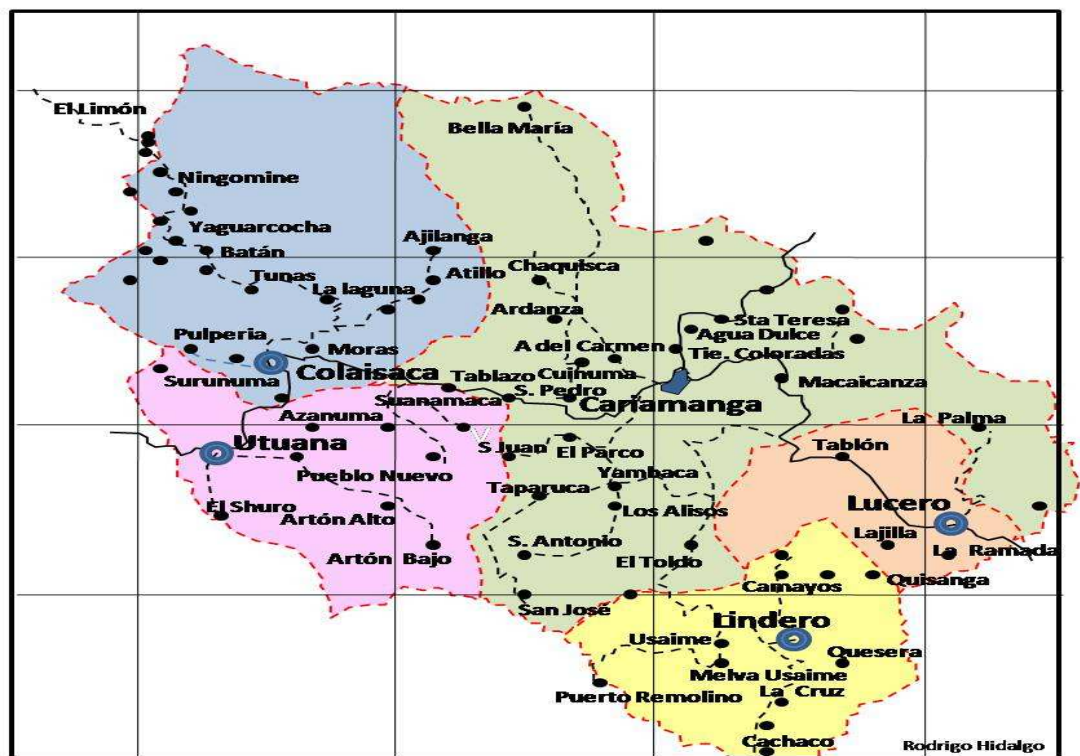 El Limón
Bella María
Ningomine
Yaguarcocha
Ajilanga
Batán
Chaquisca
Tunas
Atillo
La laguna
Ardanza
Sta Teresa
Pulperia
Agua Dulce
Moras
A del Carmen
Tie. Coloradas
Colaisaca
Cuinuma
Surunuma
Tablazo
Macaicanza
S. Pedro
Suanamaca
Cariamanga
Azanuma
La Palma
Utuana
S Juan
El Parco
Tablón
Pueblo Nuevo
Yambaca
Taparuca
El Shuro
Los Alisos
Lucero
Artón Alto
S. Antonio
Lajilla
Artón Bajo
El Toldo
La Ramada
Camayos
Quisanga
San José
Lindero
Usaime
Quesera
Melva Usaime
Puerto Remolino
La Cruz
Cachaco
Rodrigo Hidalgo